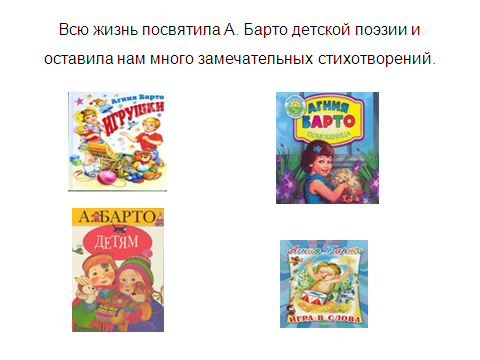 Всю жизнь посвятила А. Барто детской поэзии и
оставила нам много замечательных стихотворений.
Агния Барто
ИГРУШКИ
АГНИЯ
БАРТО
ПОМОЩНИЦА
А. БАРТО
ДЕТЯМ
Агния Барто
ИГРА В СЛОВА